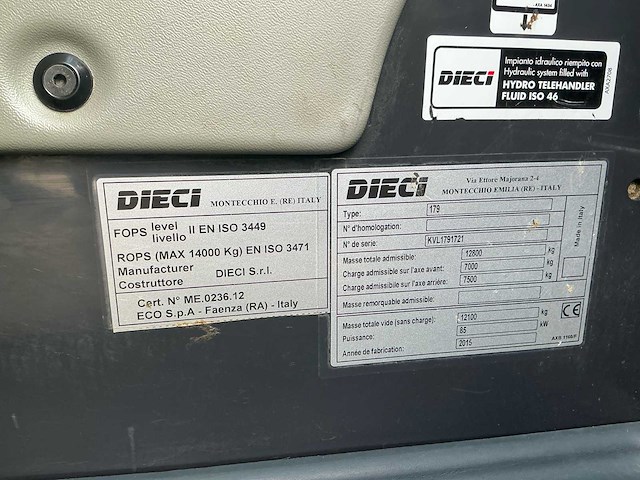 AXA 1434
DIECI
Impianto idraulico riempito con
Hydraulic system filled with
HYDRO TELEHANDLER
FLUID ISO 46
AXA2708
DIECI MONTECCHIO E. (RE) ITALY
FOPS level
livello II EN ISO 3449
ROPS (MAX 14000 Kg) EN ISO 3471
Manufacturer
Costruttore DIECI S.r.l.
Cert. N° ME.0236.12
ECO S.p.A - Faenza (RA) - Italy
DIECI
Via Ettore Majorana 2-4
MONTECCHIO EMILIA (RE) - ITALY
Type: 179
N° d'homologation:
N° de serie: KVL1791721
Masse totale admissible: 12800 kg
Charge admissible sur l'axe avant: 7000 kg
Charge admissible sur l'axe arrière: 7500 kg
Masse remorquable admissible:
Masse totale vide (sans charge): 12100 kg
Puissance: 85 kW
Année de fabrication: 2015
Made in Italy
CE